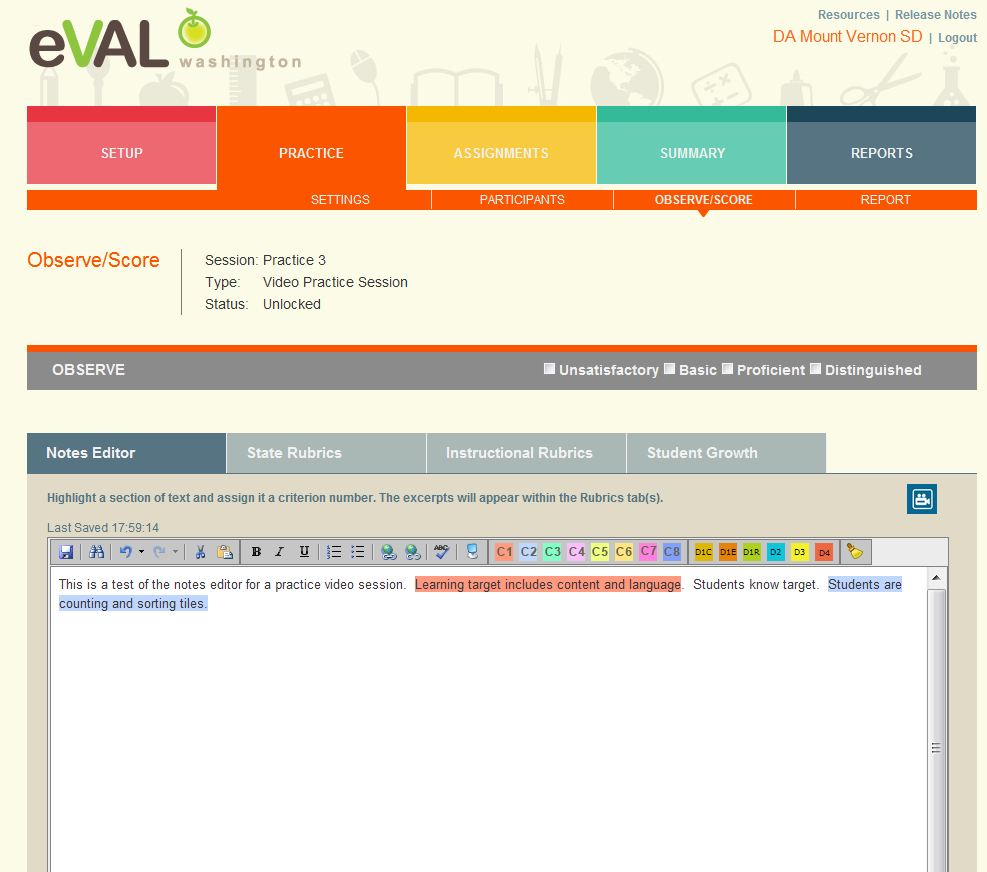 Resources | Release Notes
eVAL washington
DA Mount Vernon SD | Logout
SETUP PRACTICE ASSIGNMENTS SUMMARY REPORTS
SETTINGS PARTICIPANTS OBSERVE/SCORE REPORT
Observe/Score
Session: Practice 3
Type: Video Practice Session
Status: Unlocked
OBSERVE Unsatisfactory Basic Proficient Distinguished
Notes Editor State Rubrics Instructional Rubrics Student Growth
Highlight a section of text and assign it a criterion number. The excerpts will appear within the Rubrics tab(s).
Last Saved 17:59:14
B I U ABC C1 C2 C3 C4 C5 C6 C7 C8 D1C D1E D1R D2 D3 D4
This is a test of the notes editor for a practice video session. Learning target includes content and language. Students know target. Students are
counting and sorting tiles.